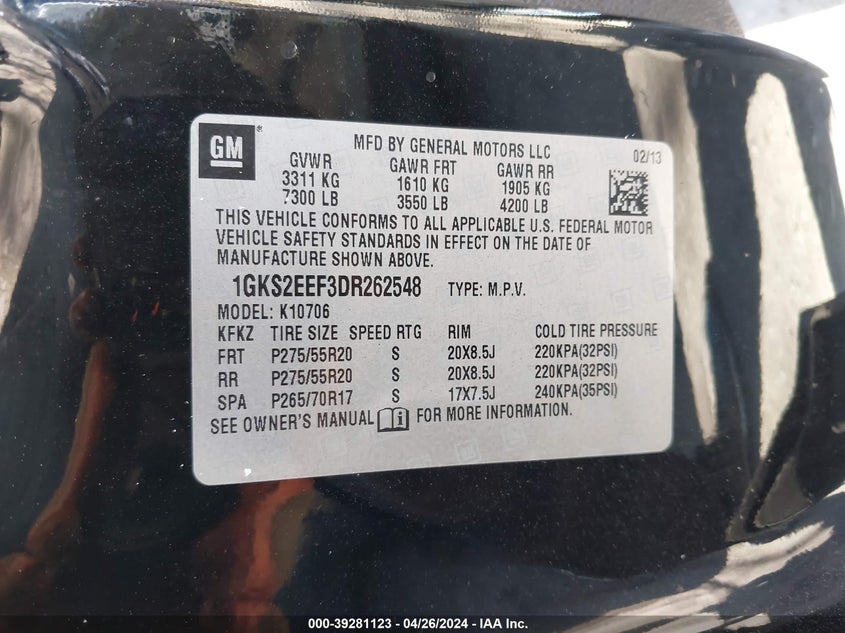 GM
MFD BY GENERAL MOTORS LLC
02/13
GVWR GAWR FRT GAWR RR
3311 KG 1610 KG 1905 KG
7300 LB 3550 LB 4200 LB
THIS VEHICLE CONFORMS TO ALL APPLICABLE U.S. FEDERAL MOTOR
VEHICLE SAFETY STANDARDS IN EFFECT ON THE DATE OF
MANUFACTURE SHOWN ABOVE.
1GKS2EEF3DR262548 TYPE: M.P.V.
MODEL: K10706
KFKZ TIRE SIZE SPEED RTG RIM COLD TIRE PRESSURE
FRT P275/55R20 S 20X8.5J 220KPA(32PSI)
RR P275/55R20 S 20X8.5J 220KPA(32PSI)
SPA P265/70R17 S 17X7.5J 240KPA(35PSI)
SEE OWNER'S MANUAL FOR MORE INFORMATION.
000-39281123 - 04/26/2024 - IAA Inc.